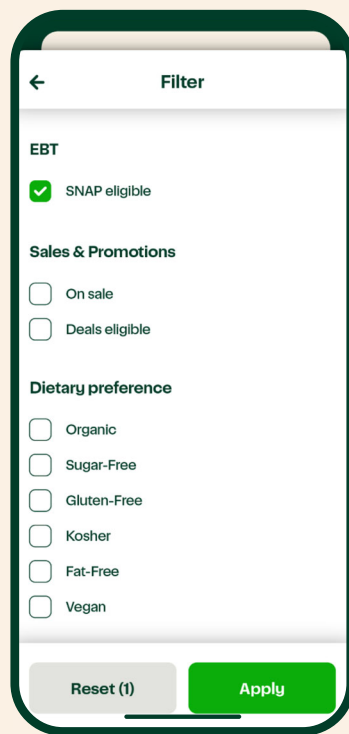 Filter
EBT
SNAP eligible
Sales & Promotions
On sale
Deals eligible
Dietary preference
Organic
Sugar-Free
Gluten-Free
Kosher
Fat-Free
Vegan
Reset (1)
Apply